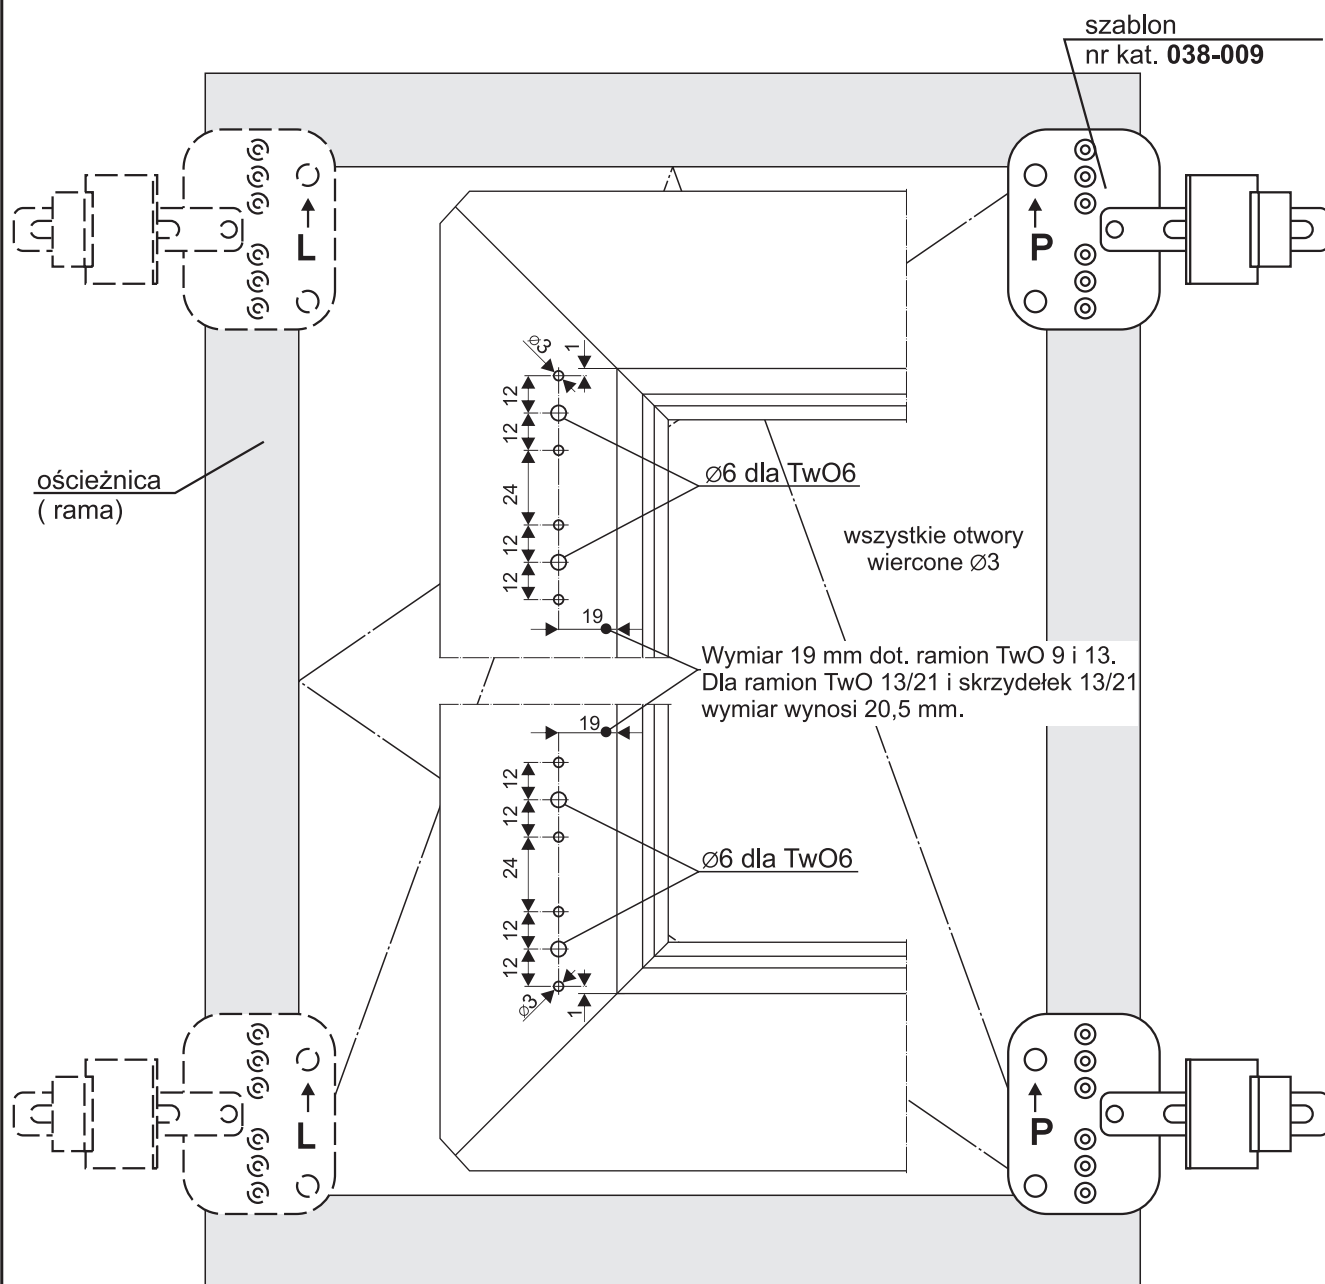 szablon
nr kat. 038-009
L
P
ø3
1
12
12
24
12
12
Ø6 dla TwO6
ościeżnica
( rama)
wszystkie otwory
wiercone Ø3
19
Wymiar 19 mm dot. ramion TwO 9 i 13.
Dla ramion TwO 13/21 i skrzydełek 13/21
wymiar wynosi 20,5 mm.
19
12
12
24
12
12
Ø6 dla TwO6
ø3
1
L
P